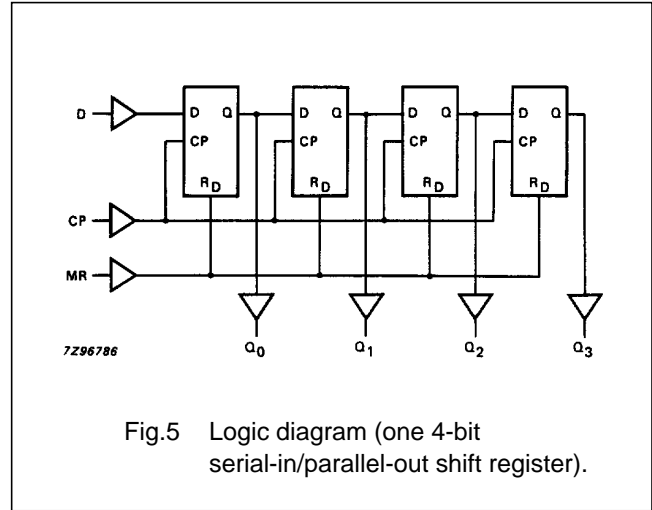 D
D Q
CP
RD
D Q
CP
RD
D Q
CP
RD
D Q
CP
RD
CP
MR
7Z96786
Q0
Q1
Q2
Q3
Fig.5 Logic diagram (one 4-bit
serial-in/parallel-out shift register).